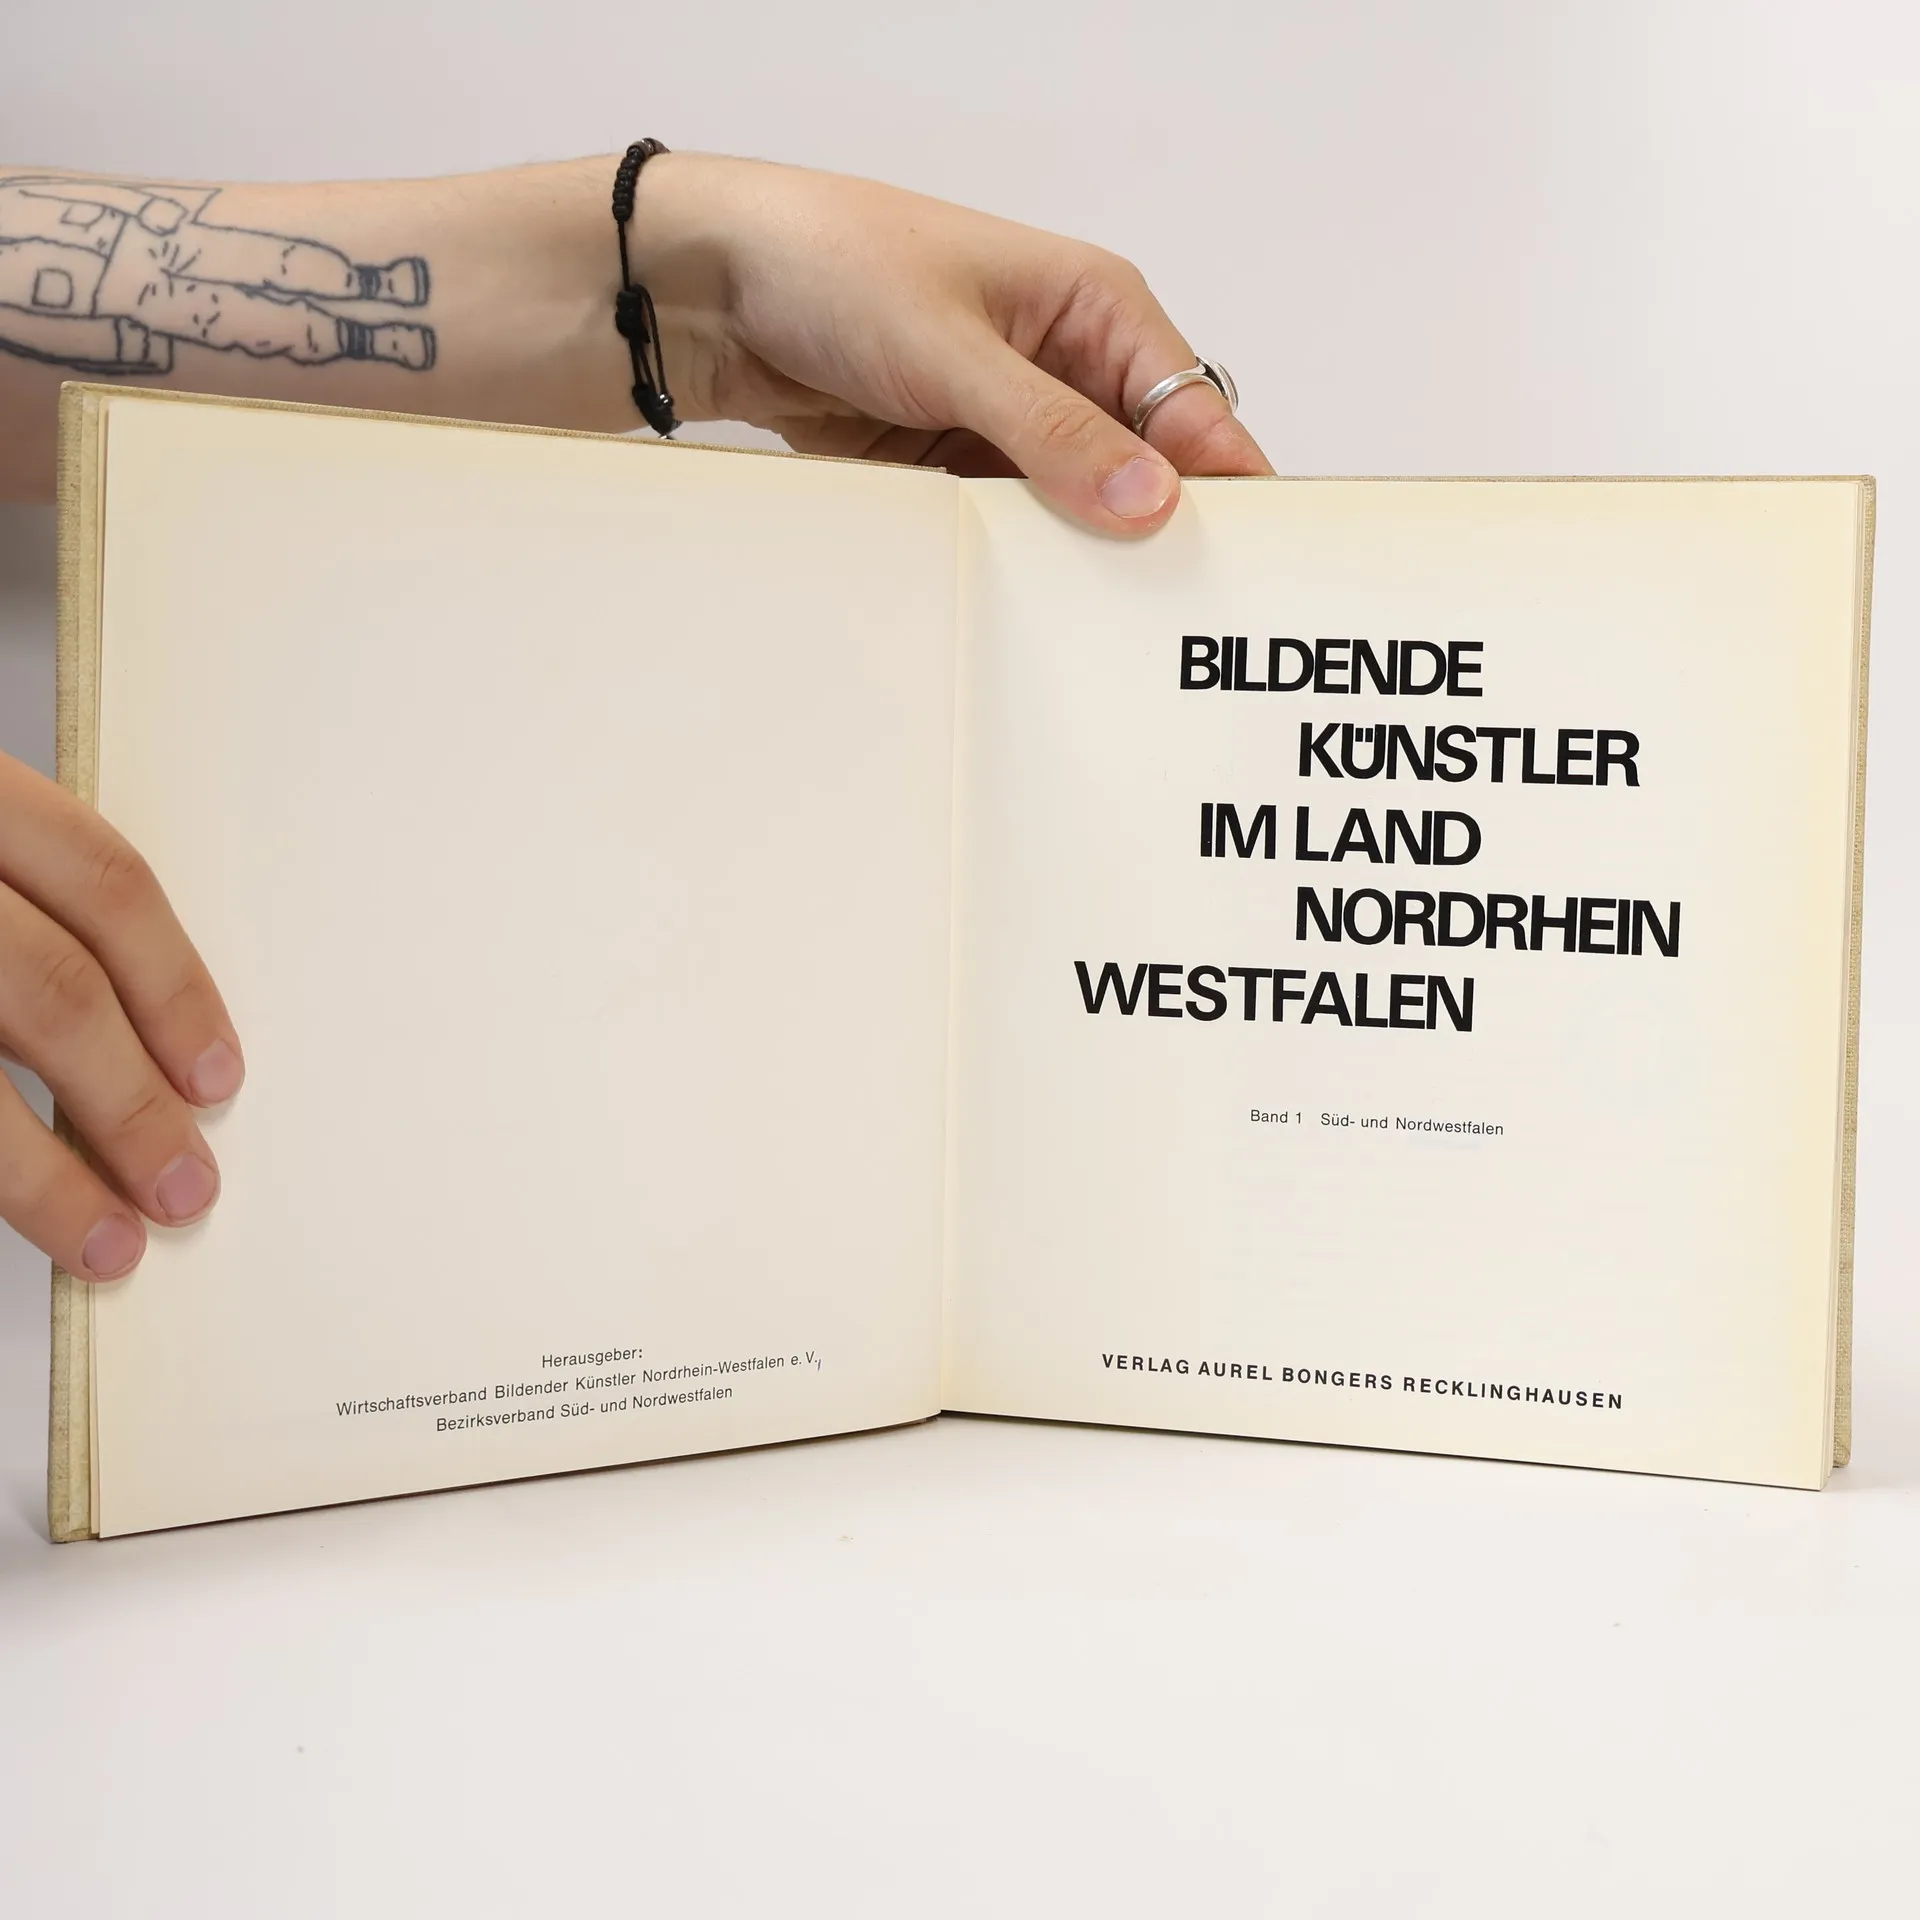 Herausgeber:
Wirtschaftsverband Bildender Künstler Nordrhein-Westfalen e. V.,
Bezirksverband Süd- und Nordwestfalen
BILDENDE
KÜNSTLER
IM LAND
NORDRHEIN
WESTFALEN
Band 1 Süd- und Nordwestfalen
VERLAG AUREL BONGERS RECKLINGHAUSEN